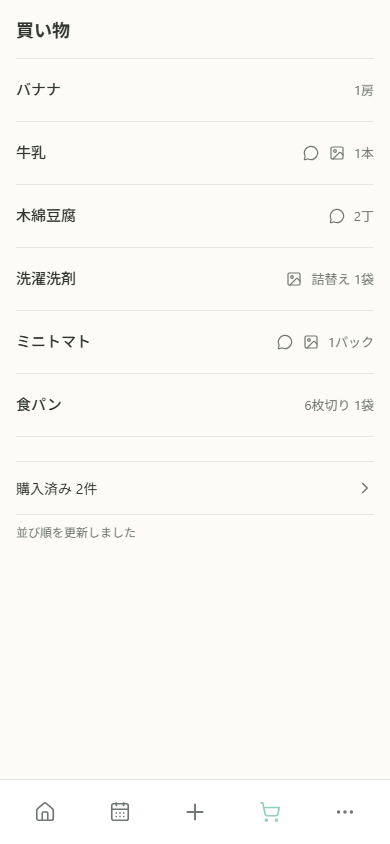 買い物
バナナ 1房
牛乳 1本
木綿豆腐 2丁
洗濯洗剤 詰替え 1袋
ミニトマト 1パック
食パン 6枚切り 1袋
購入済み 2件
並び順を更新しました